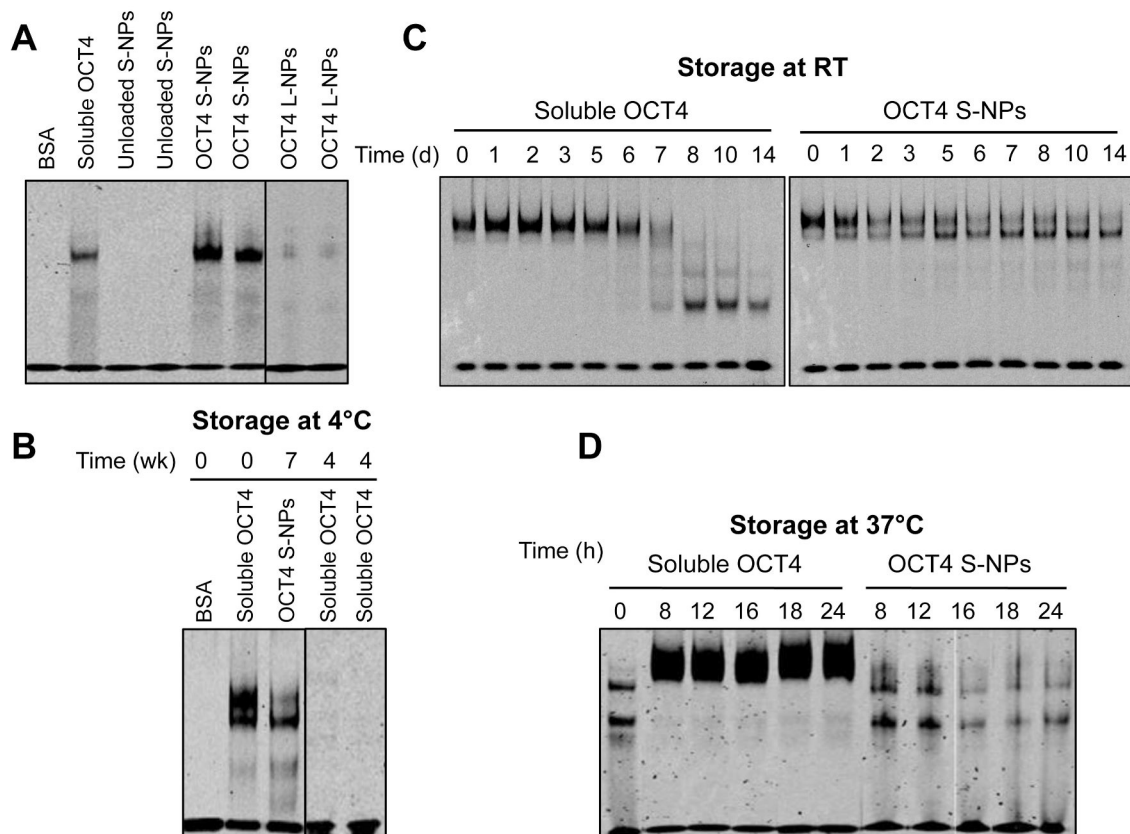 A
BSA
Soluble OCT4
Unloaded S-NPs
Unloaded S-NPs
OCT4 S-NPs
OCT4 S-NPs
OCT4 L-NPs
OCT4 L-NPs
C
Storage at RT
Soluble OCT4
OCT4 S-NPs
Time (d) 0 1 2 3 5 6 7 8 10 14 0 1 2 3 5 6 7 8 10 14
B
Storage at 4°C
Time (wk) 0 0 7 4 4
BSA
Soluble OCT4
OCT4 S-NPs
Soluble OCT4
Soluble OCT4
D
Storage at 37°C
Time (h)
Soluble OCT4
OCT4 S-NPs
0 8 12 16 18 24 8 12 16 18 24